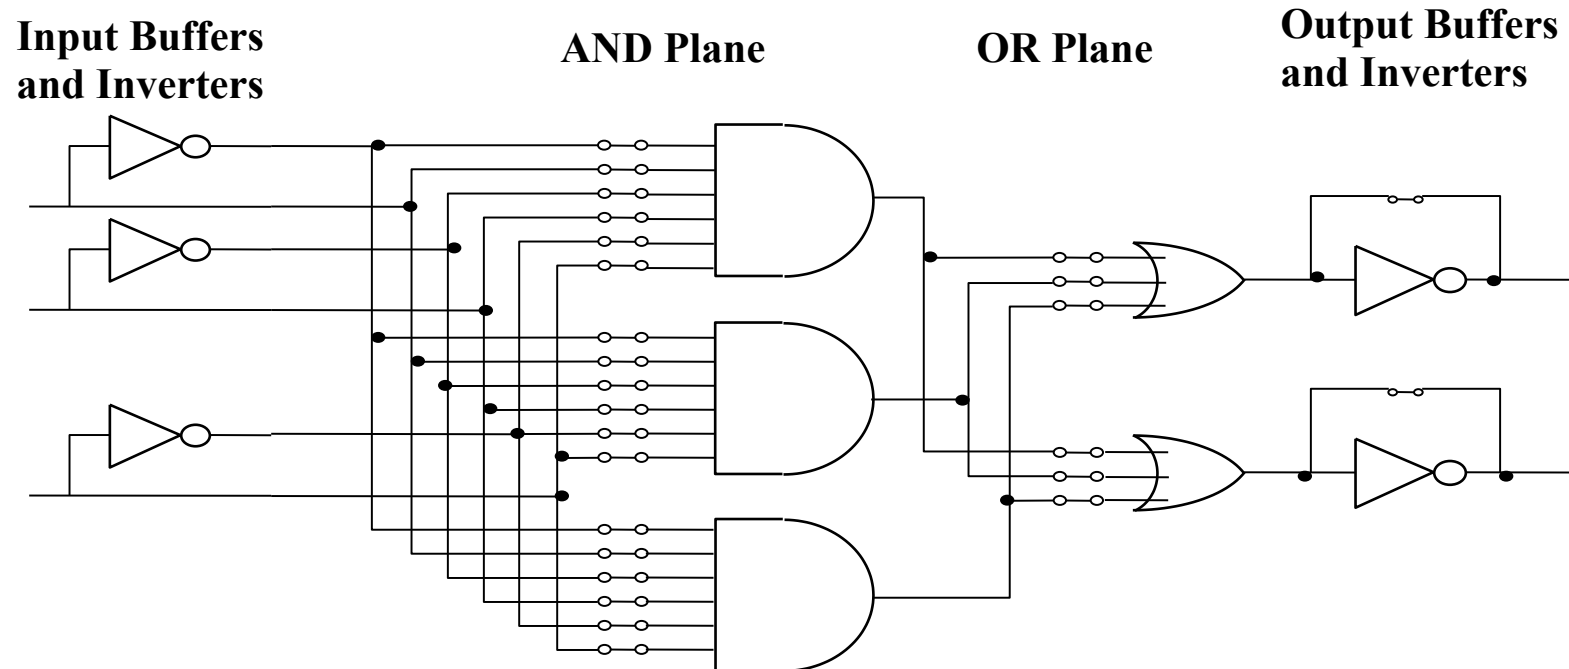 Input Buffers
and Inverters
AND Plane
OR Plane
Output Buffers
and Inverters